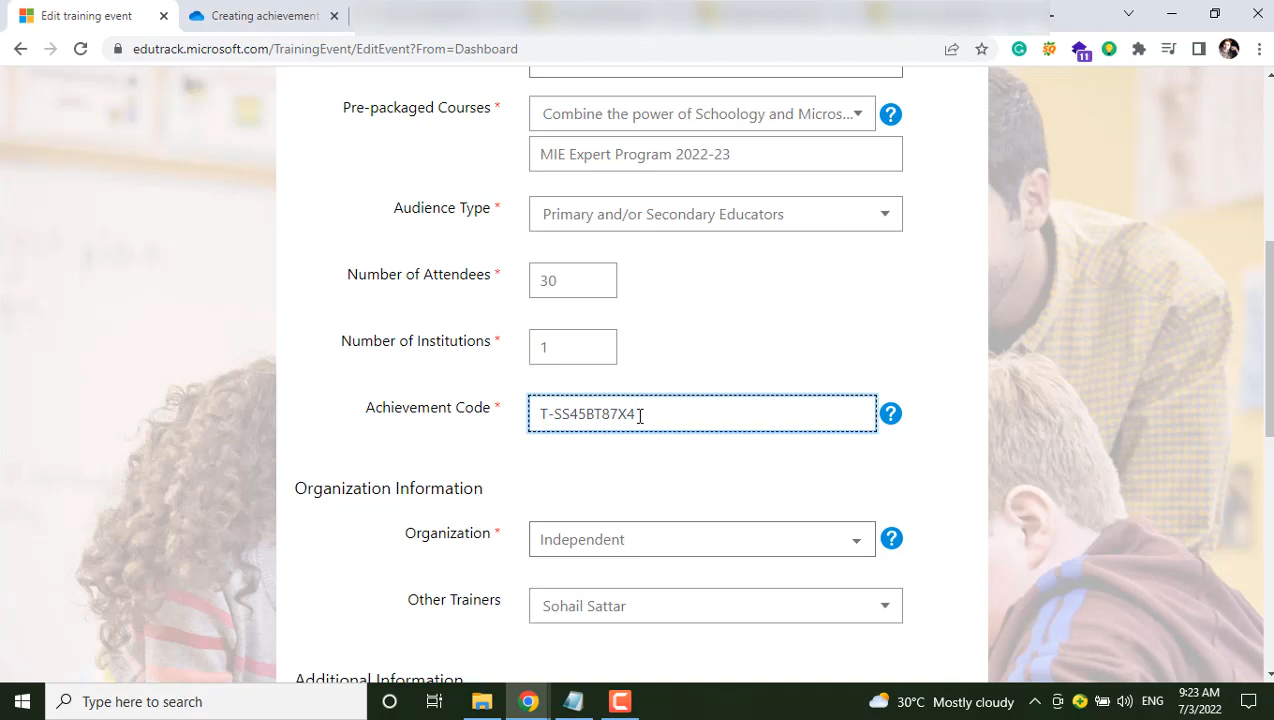 Edit training event
Creating achievement
edutrack.microsoft.com/TrainingEvent/EditEvent?From=Dashboard
11
Pre-packaged Courses *
Combine the power of Schoology and Micros...
?
MIE Expert Program 2022-23
Audience Type *
Primary and/or Secondary Educators
Number of Attendees *
30
Number of Institutions *
1
Achievement Code *
T-SS45BT87X4
?
Organization Information
Organization *
Independent
?
Other Trainers
Sohail Sattar
Additional Information
Type here to search
30°C Mostly cloudy
ENG
9:23 AM
7/3/2022